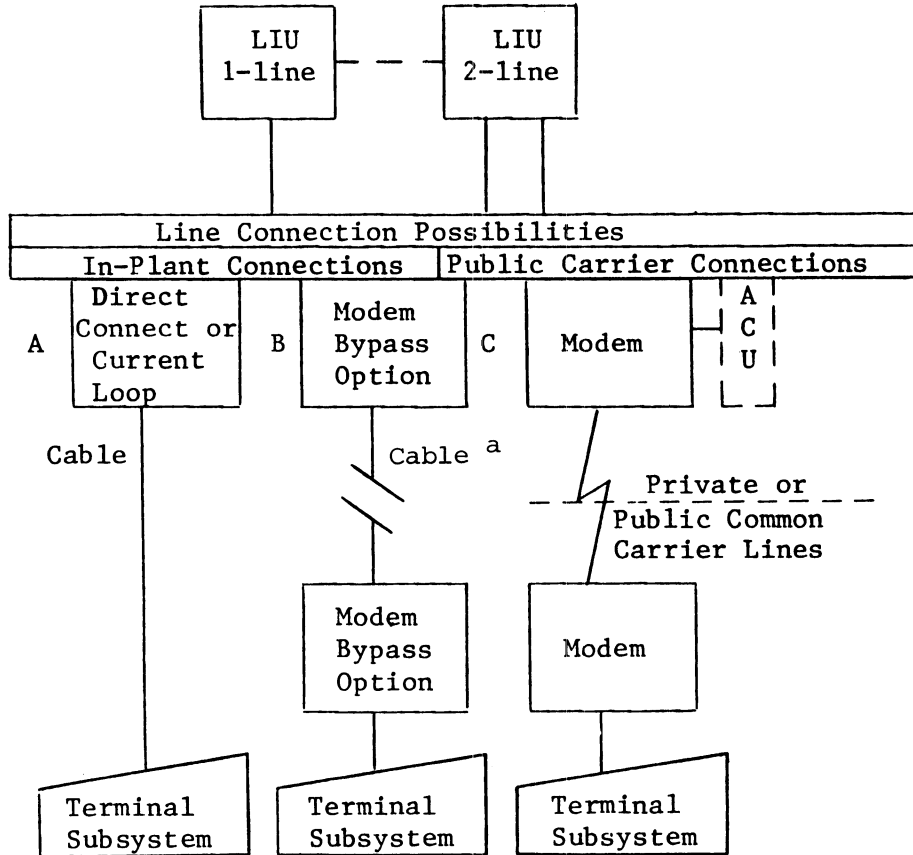 LIU
1-line
LIU
2-line
Line Connection Possibilities
In-Plant Connections
Public Carrier Connections
A
Direct
Connect or
Current
Loop
B
Modem
Bypass
Option
C
Modem
A
C
U
Cable
Cable a
Private or
Public Common
Carrier Lines
Modem
Bypass
Option
Modem
Terminal
Subsystem
Terminal
Subsystem
Terminal
Subsystem